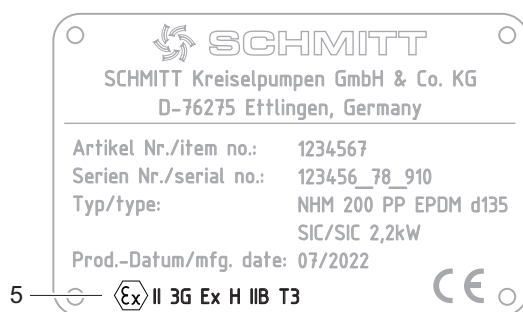 SCHMITT
SCHMITT Kreiselpumpen GmbH & Co. KG
D-76275 Ettlingen, Germany
Artikel Nr./item no.: 1234567
Serien Nr./serial no.: 123456_78_910
Typ/type: NHM 200 PP EPDM d135
SIC/SIC 2,2kW
Prod.-Datum/mfg. date: 07/2022
5 Ex II 3G Ex H IIB T3 CE